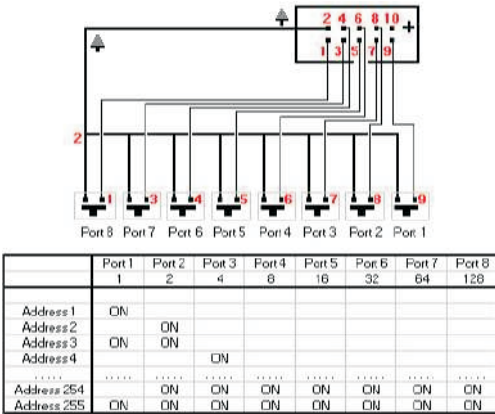 2 4 6 8 10
1 3 5 7 9
2
1 3 4 5 6 7 8 9
Port 8 Port 7 Port 6 Port 5 Port 4 Port 3 Port 2 Port 1
Port 1 Port 2 Port 3 Port 4 Port 5 Port 6 Port 7 Port 8
1 2 4 8 16 32 64 128
Address 1 ON
Address 2 ON
Address 3 ON ON
Address 4 ON
..... ..... ..... ..... ..... ..... ..... ..... .....
Address 254 ON ON ON ON ON ON ON
Address 255 ON ON ON ON ON ON ON ON